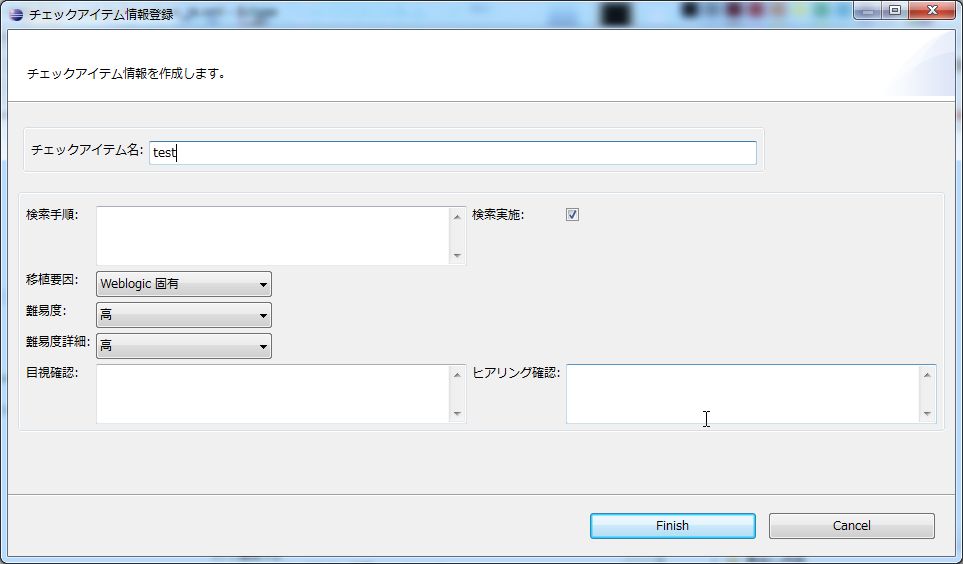 チェックアイテム情報登録
チェックアイテム情報を作成します。
チェックアイテム名: test
検索手順: 検索実施:
移植要因: Weblogic 固有
難易度: 高
難易度詳細: 高
目視確認: ヒアリング確認:
Finish Cancel